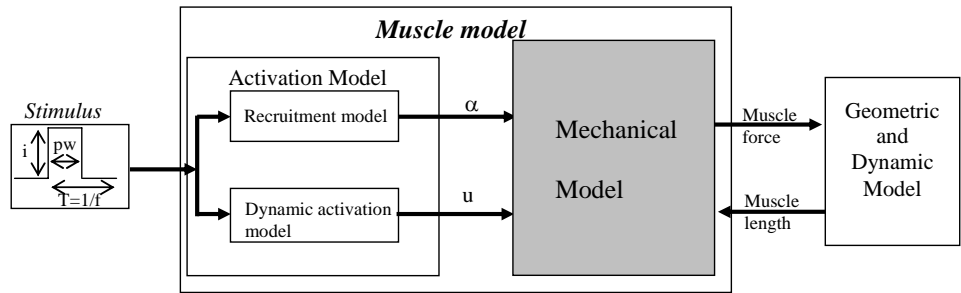 Muscle model
Activation Model
Stimulus
i
pw
T=1/f
Recruitment model
α
Dynamic activation
model
u
Mechanical
Model
Muscle
force
Muscle
length
Geometric
and
Dynamic
Model